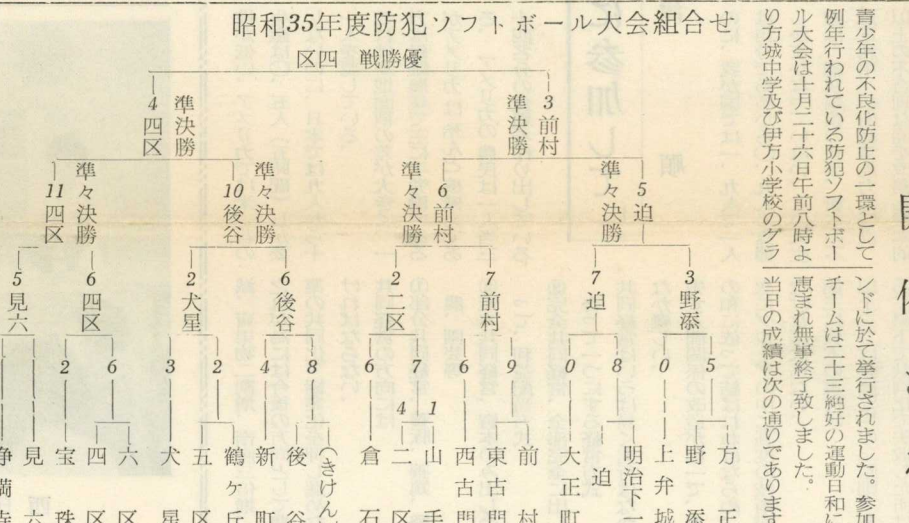 昭和35年度防犯ソフトボール大会組合せ
区四 戦勝優
青少年の不良化防止の一環として
例年行われている防犯ソフトボー
ル大会は十月二十六日午前八時よ
り方城中学及び伊方小学校のグラ
ンドに於て挙行されました。参加
チームは二十三絶好の運動日和に
恵まれ無事終了致しました。
当日の成績は次の通りであります
3 前村
準決勝
準決勝
4 四区
5 迫
準々決勝
6 前村
準々決勝
準々決勝
10 後谷
準々決勝
11 四区
3 野添
7 迫
7 前村
2 二区
6 後谷
2 犬星
6 四区
5 見六
5
0
8
0
9
6
7
6
8
4
2
3
6
2
1
4
方正
野添
上弁城
明治下一
迫
大正町
前村
東古門
西古門
山手
二区
倉石
(きけん
後谷
新町
鶴ヶ丘
五区
犬星
六区
四区
宝珠
見六
浄満寺